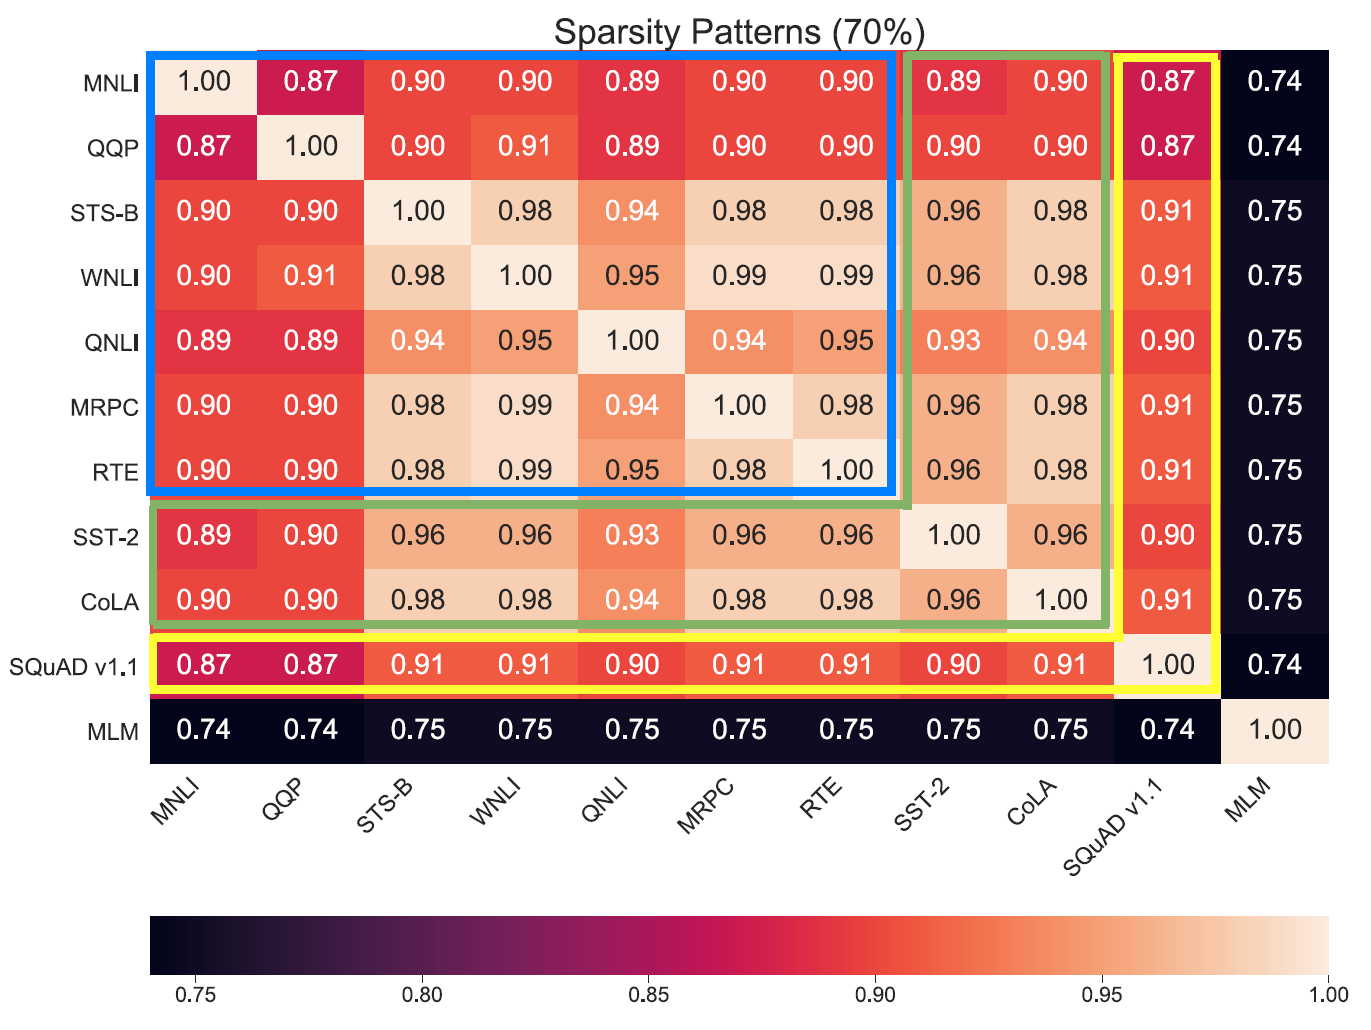 Sparsity Patterns (70%)
MNLI 1.00 0.87 0.90 0.90 0.89 0.90 0.90 0.89 0.90 0.87 0.74
QQP 0.87 1.00 0.90 0.91 0.89 0.90 0.90 0.90 0.90 0.87 0.74
STS-B 0.90 0.90 1.00 0.98 0.94 0.98 0.98 0.96 0.98 0.91 0.75
WNLI 0.90 0.91 0.98 1.00 0.95 0.99 0.99 0.96 0.98 0.91 0.75
QNLI 0.89 0.89 0.94 0.95 1.00 0.94 0.95 0.93 0.94 0.90 0.75
MRPC 0.90 0.90 0.98 0.99 0.94 1.00 0.98 0.96 0.98 0.91 0.75
RTE 0.90 0.90 0.98 0.99 0.95 0.98 1.00 0.96 0.98 0.91 0.75
SST-2 0.89 0.90 0.96 0.96 0.93 0.96 0.96 1.00 0.96 0.90 0.75
CoLA 0.90 0.90 0.98 0.98 0.94 0.98 0.98 0.96 1.00 0.91 0.75
SQuAD v1.1 0.87 0.87 0.91 0.91 0.90 0.91 0.91 0.90 0.91 1.00 0.74
MLM 0.74 0.74 0.75 0.75 0.75 0.75 0.75 0.75 0.75 0.74 1.00
MNLI QQP STS-B WNLI QNLI MRPC RTE SST-2 CoLA SQuAD v1.1 MLM
0.75 0.80 0.85 0.90 0.95 1.00